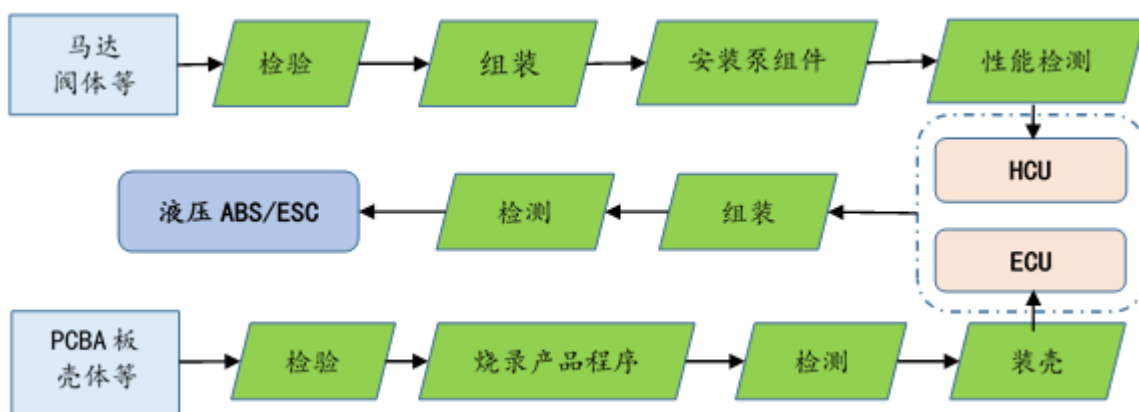 马达
阀体等
检验
组装
安装泵组件
性能检测
HCU
液压 ABS/ESC
检测
组装
ECU
PCBA 板
壳体等
检验
烧录产品程序
检测
装壳